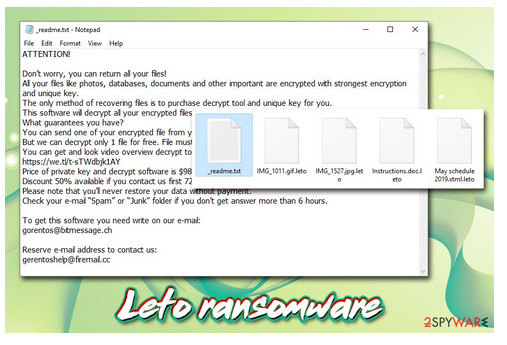 _readme.txt - Notepad
File Edit Format View Help
ATTENTION!
Don't worry, you can return all your files!
All your files like photos, databases, documents and other important are encrypted with strongest encryption
and unique key.
The only method of recovering files is to purchase decrypt tool and unique key for you.
This software will decrypt all your encrypted files
What guarantees you have?
You can send one of your encrypted file from y
But we can decrypt only 1 file for free. File must
You can get and look video overview decrypt to
https://we.tl/t-sTWdbjk1AY
Price of private key and decrypt software is $98
Discount 50% available if you contact us first 72
Please note that you'll never restore your data without payment.
Check your e-mail "Spam" or "Junk" folder if you don't get answer more than 6 hours.
To get this software you need write on our e-mail:
gorentos@bitmessage.ch
Reserve e-mail address to contact us:
gerentoshelp@firemail.cc
_readme.txt
IMG_1011.gif.leto
IMG_1527.jpg.let
o
Instructions.doc.l
eto
May schedule
2019.xtml.leto
Leto ransomware
2SPYWARE